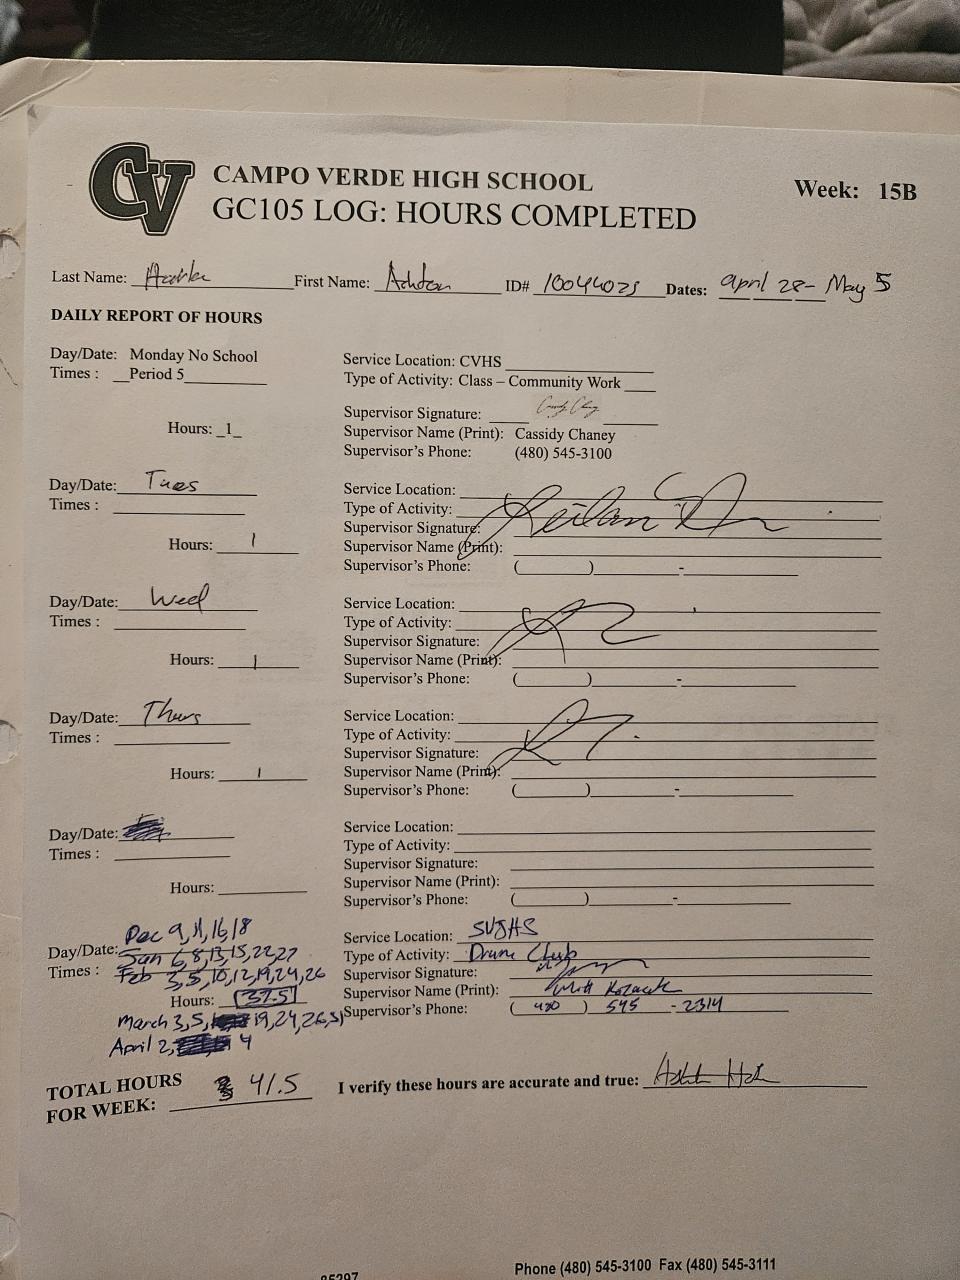 CV
CAMPO VERDE HIGH SCHOOL
GC105 LOG: HOURS COMPLETED
Week: 15B
Last Name: First Name: Ashton ID# Dates: April 28 - May 5
DAILY REPORT OF HOURS
Day/Date: Monday No School
Times : Period 5
Hours: 1
Service Location: CVHS
Type of Activity: Class – Community Work
Supervisor Signature:
Supervisor Name (Print): Cassidy Chaney
Supervisor's Phone: (480) 545-3100
Day/Date: Tues
Times :
Hours: 1
Service Location:
Type of Activity:
Supervisor Signature:
Supervisor Name (Print):
Supervisor's Phone: ( ) -
Day/Date: Wed
Times :
Hours: 1
Service Location:
Type of Activity:
Supervisor Signature:
Supervisor Name (Print):
Supervisor's Phone: ( ) -
Day/Date: Thurs
Times :
Hours: 1
Service Location:
Type of Activity:
Supervisor Signature:
Supervisor Name (Print):
Supervisor's Phone: ( ) -
Day/Date:
Times :
Hours:
Service Location:
Type of Activity:
Supervisor Signature:
Supervisor Name (Print):
Supervisor's Phone: ( ) -
Dec 9, 11, 16, 18
Day/Date: Jan 6, 8, 13, 15, 22, 27
Times : Feb 3, 5, 10, 12, 19, 24, 26
Hours: 37.5
March 3, 5, 19, 24, 26, 31
April 2, 4
Service Location: SVJHS
Type of Activity: Drama Club
Supervisor Signature:
Supervisor Name (Print):
Supervisor's Phone: (480) 545 - 2314
TOTAL HOURS
FOR WEEK: 41.5
I verify these hours are accurate and true:
85297
Phone (480) 545-3100 Fax (480) 545-3111